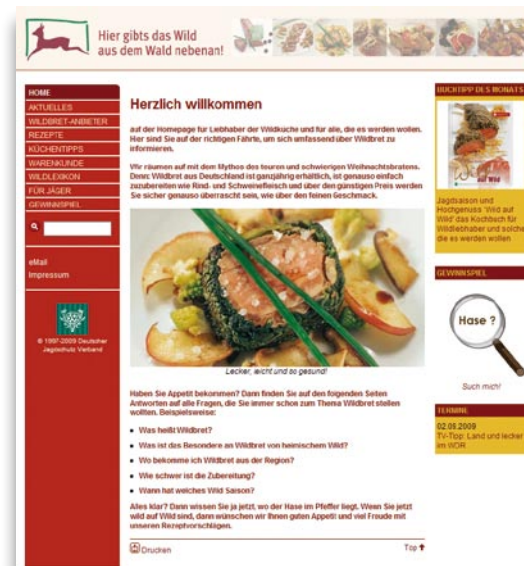 Hier gibts das Wild
aus dem Wald nebenan!
HOME
AKTUELLES
WILDBRET-ANBIETER
REZEPTE
KÜCHENTIPPS
WARENKUNDE
WILDLEXIKON
FÜR JÄGER
GEWINNSPIEL
eMail
Impressum
© 1997-2009 Deutscher
Jagdschutz Verband
Herzlich willkommen
auf der Homepage für Liebhaber der Wildküche und für alle, die es werden wollen.
Hier sind Sie auf der richtigen Fährte, um sich umfassend über Wildbret zu
informieren.
Wir räumen auf mit dem Mythos des teuren und schwierigen Weihnachtsbratens.
Denn: Wildbret aus Deutschland ist ganzjährig erhältlich, ist genauso einfach
zuzubereiten wie Rind- und Schweinefleisch und über den günstigen Preis werden
Sie sicher genauso überrascht sein, wie über den feinen Geschmack.
Lecker, leicht und so gesund!
Haben Sie Appetit bekommen? Dann finden Sie auf den folgenden Seiten
Antworten auf alle Fragen, die Sie immer schon zum Thema Wildbret stellen
wollten. Beispielsweise:
• Was heißt Wildbret?
• Was ist das Besondere an Wildbret von heimischem Wild?
• Wo bekomme ich Wildbret aus der Region?
• Wie schwer ist die Zubereitung?
• Wann hat welches Wild Saison?
Alles klar? Dann wissen Sie ja jetzt, wo der Hase im Pfeffer liegt. Wenn Sie jetzt
wild auf Wild sind, dann wünschen wir Ihnen guten Appetit und viel Freude mit
unseren Rezeptvorschlägen.
Drucken
Top
BUCHTIPP DES MONATS
auf Wild
Jagdsaison und
Hochgenuss 'Wild auf
Wild' das Kochbuch für
Wildliebhaber und solche
die es werden wollen
GEWINNSPIEL
Hase ?
Such mich!
TERMINE
02.08.2009
TV-Tipp: Land und lecker
im WDR